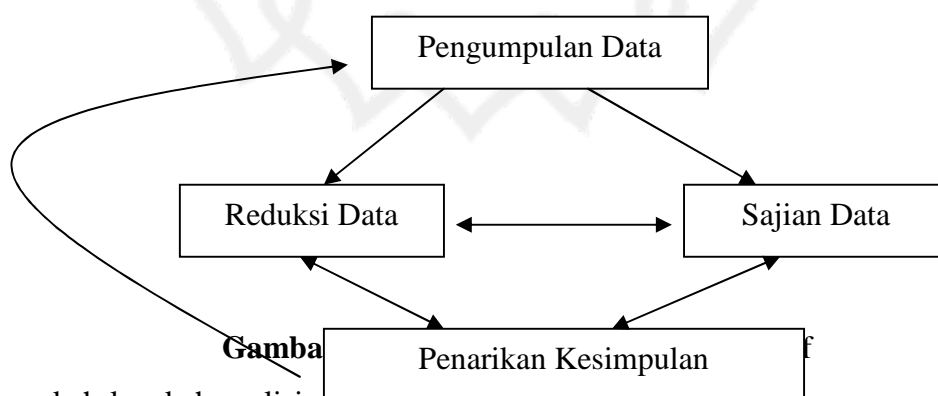 Pengumpulan Data
Reduksi Data
Sajian Data
Gamba
Penarikan Kesimpulan
f